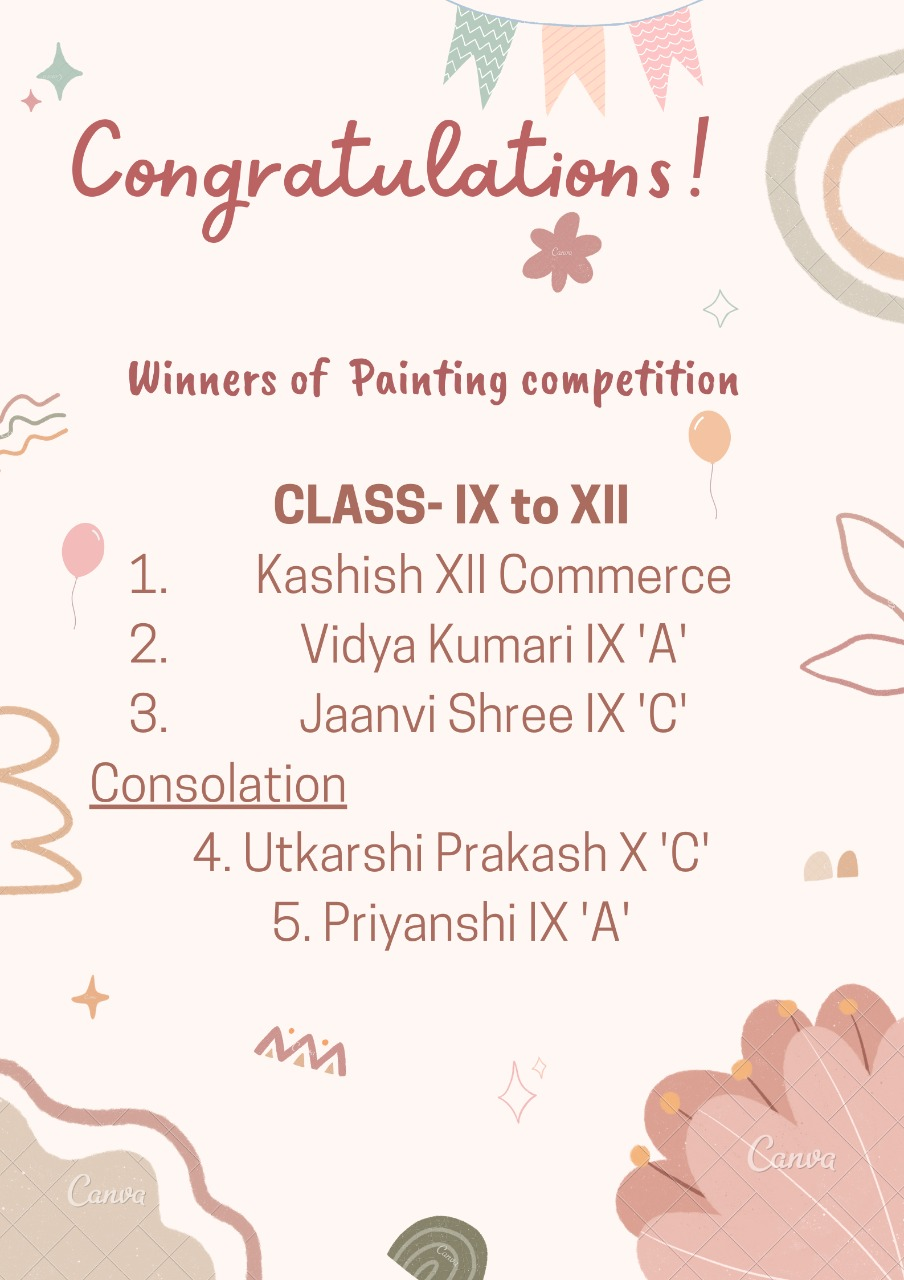 Congratulations!
Canva
Winners of Painting competition
CLASS- IX to XII
1. Kashish XII Commerce
2. Vidya Kumari IX 'A'
3. Jaanvi Shree IX 'C'
Consolation
4. Utkarshi Prakash X 'C'
5. Priyanshi IX 'A'
Canva
Canva
Canva